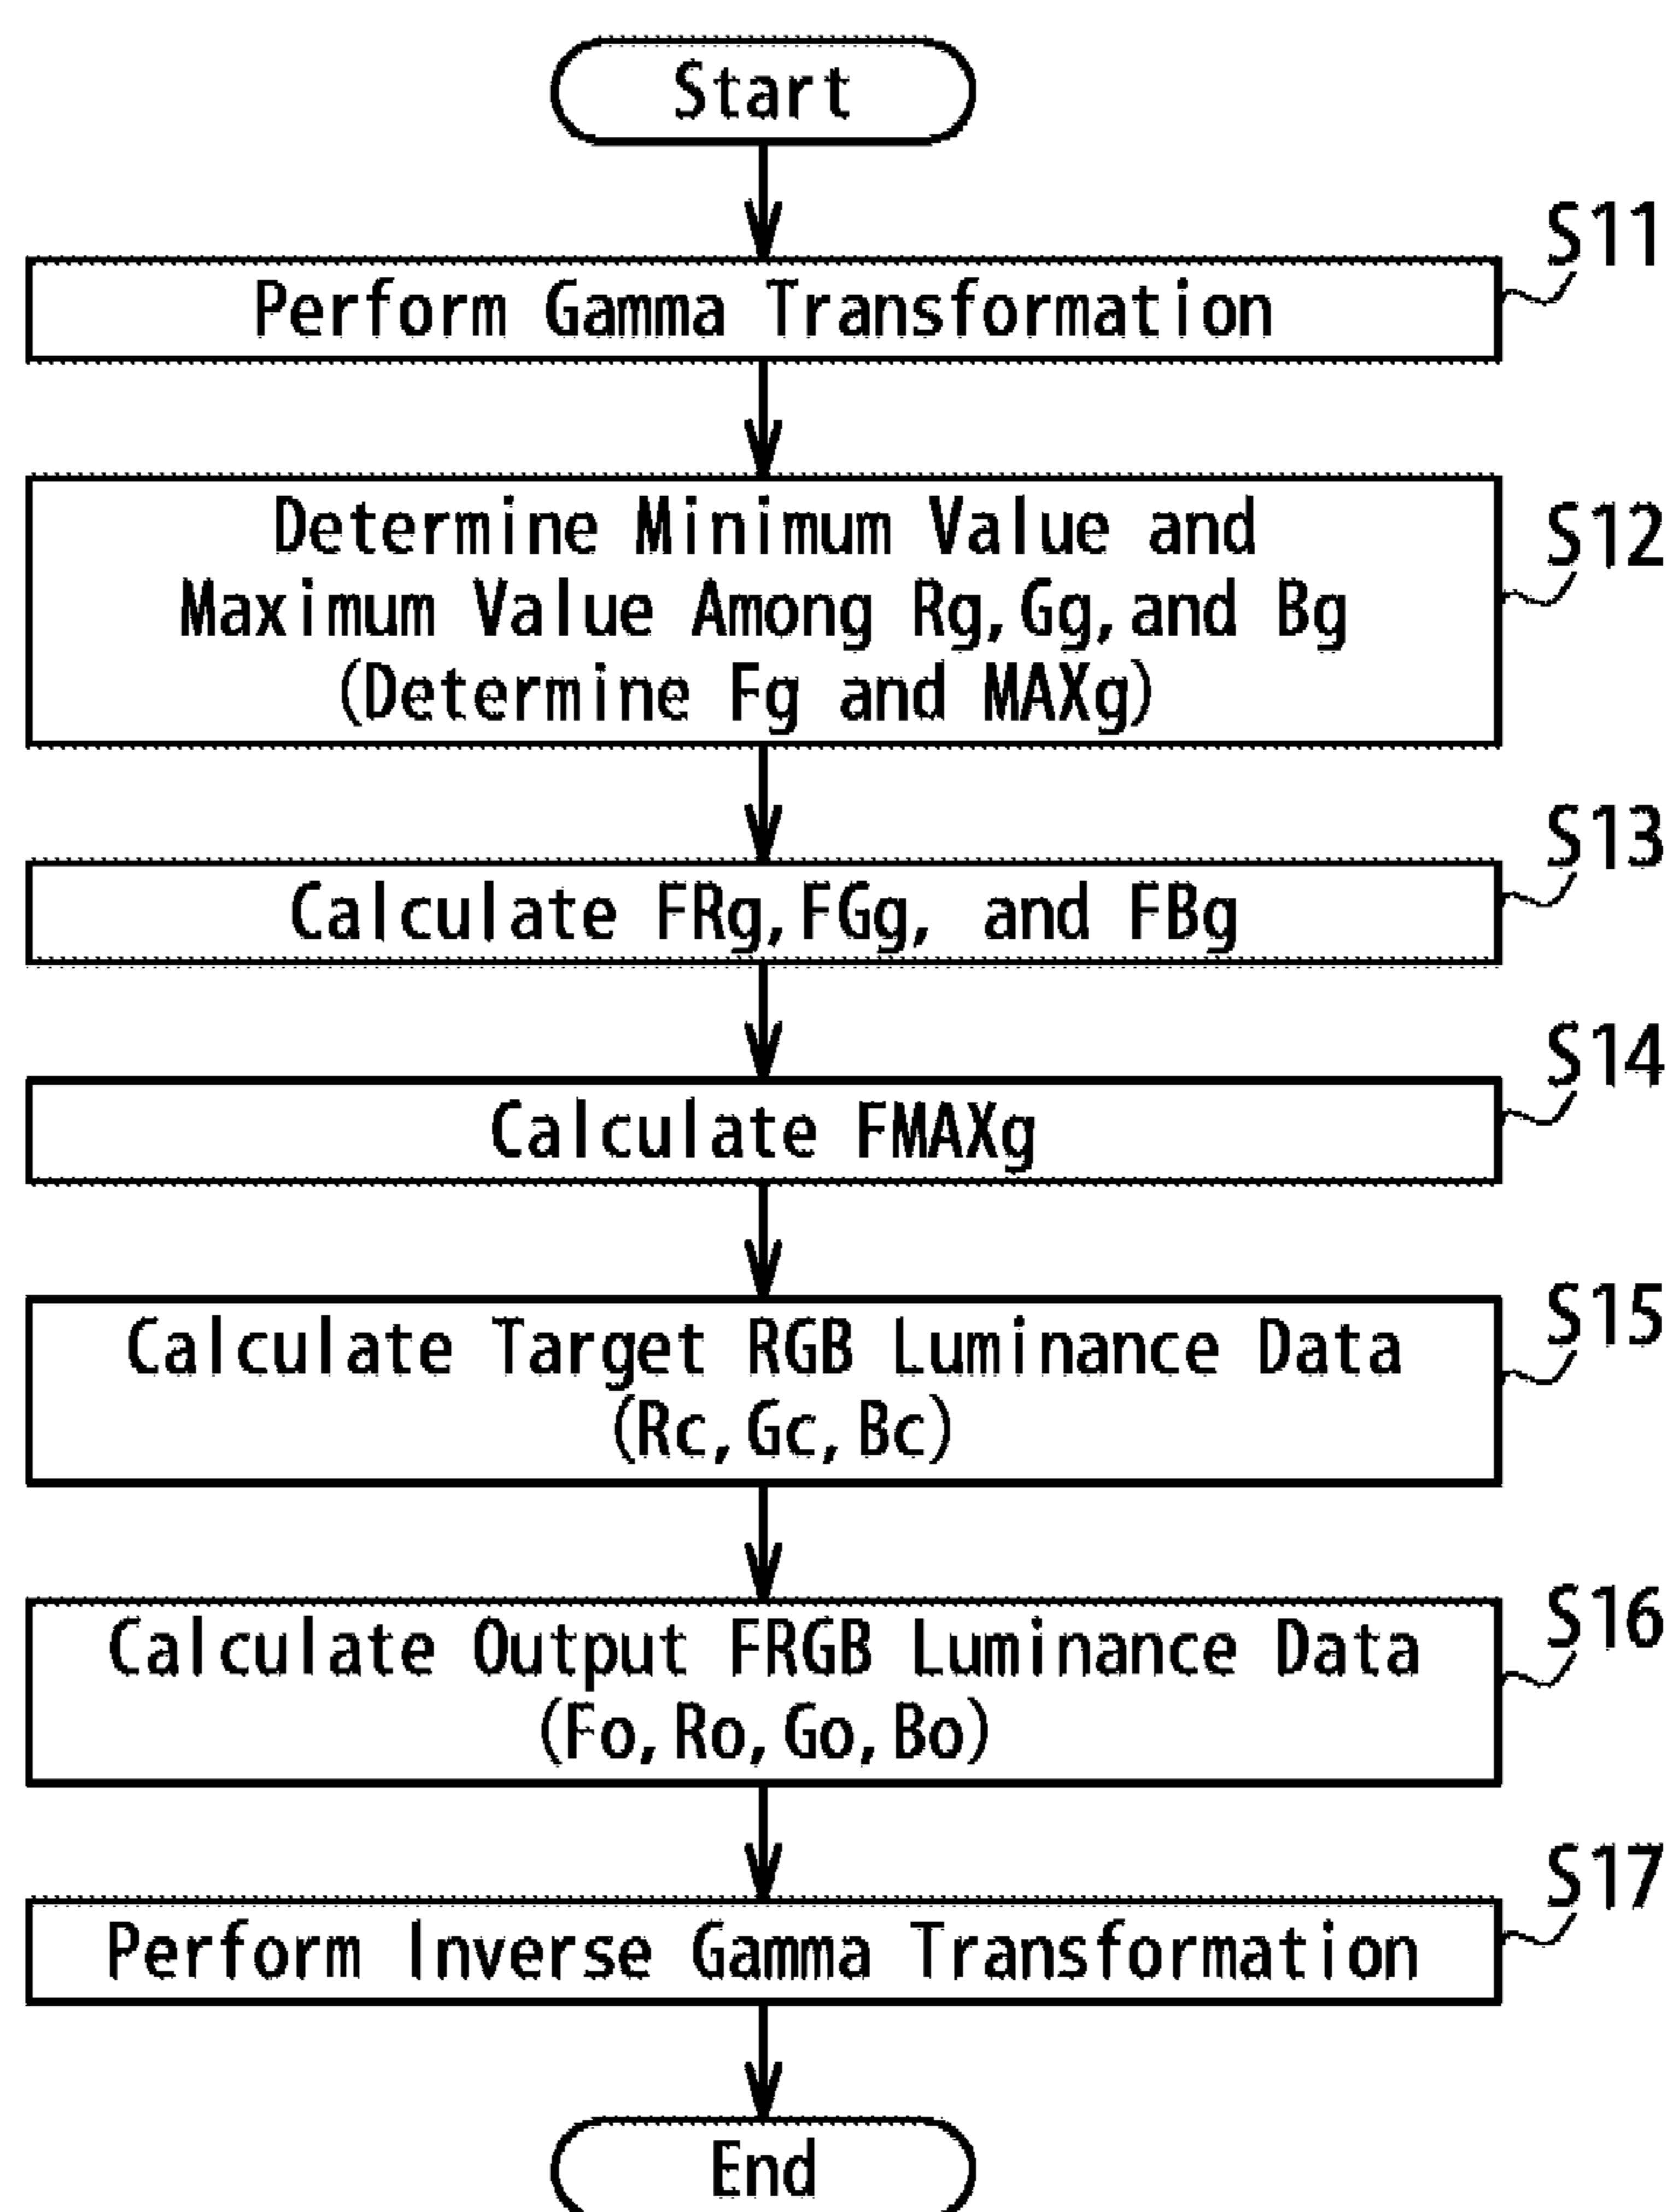 Start
S11
Perform Gamma Transformation
S12
Determine Minimum Value and
Maximum Value Among Rg,Gg,and Bg
(Determine Fg and MAXg)
S13
Calculate FRg,FGg, and FBg
S14
Calculate FMAXg
S15
Calculate Target RGB Luminance Data
(Rc,Gc,Bc)
S16
Calculate Output FRGB Luminance Data
(Fo,Ro,Go,Bo)
S17
Perform Inverse Gamma Transformation
End